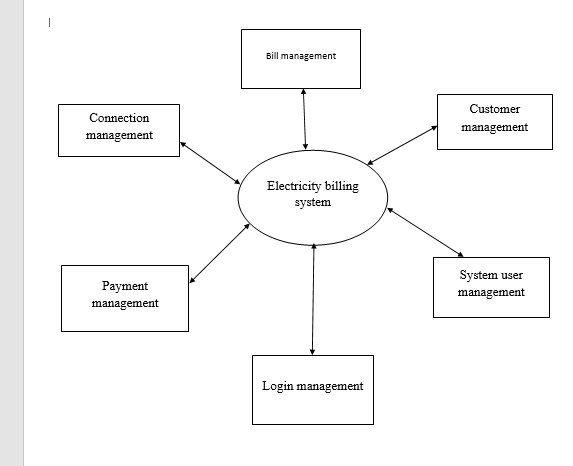 Bill management
Connection
management
Customer
management
Electricity billing
system
Payment
management
System user
management
Login management